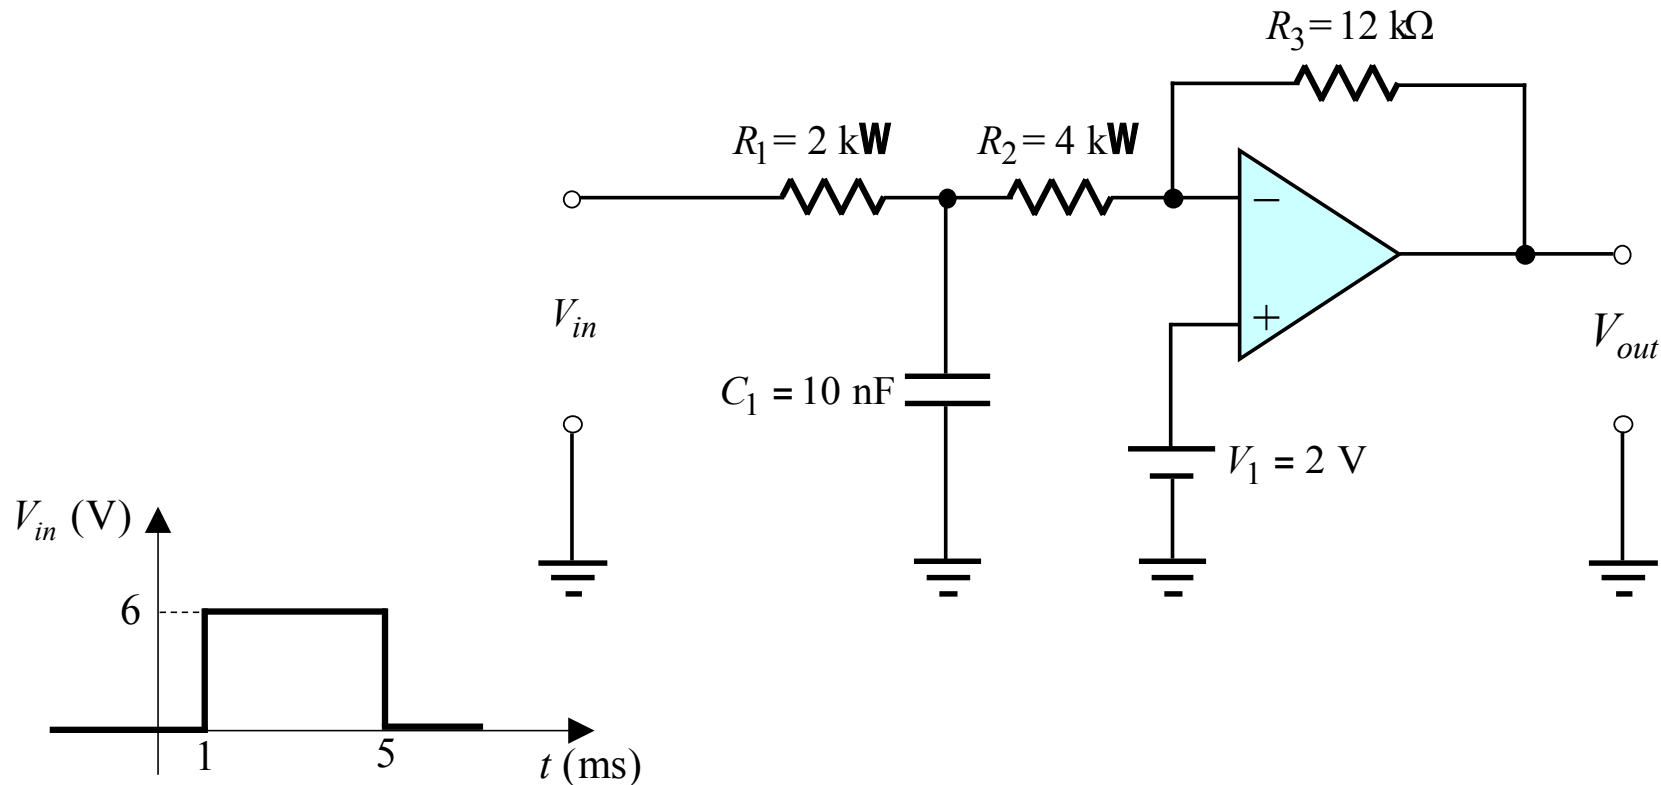 R3 = 12 kΩ
R1 = 2 kW
R2 = 4 kW
−
+
Vin
Vout
C1 = 10 nF
V1 = 2 V
Vin (V)
6
1
5
t (ms)